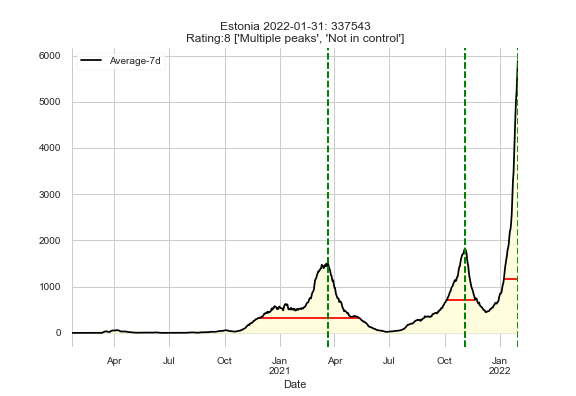 Estonia 2022-01-31: 337543
Rating:8 ['Multiple peaks', 'Not in control']
Average-7d
6000
5000
4000
3000
2000
1000
0
Apr Jul Oct Jan Apr Jul Oct Jan
2021 2022
Date